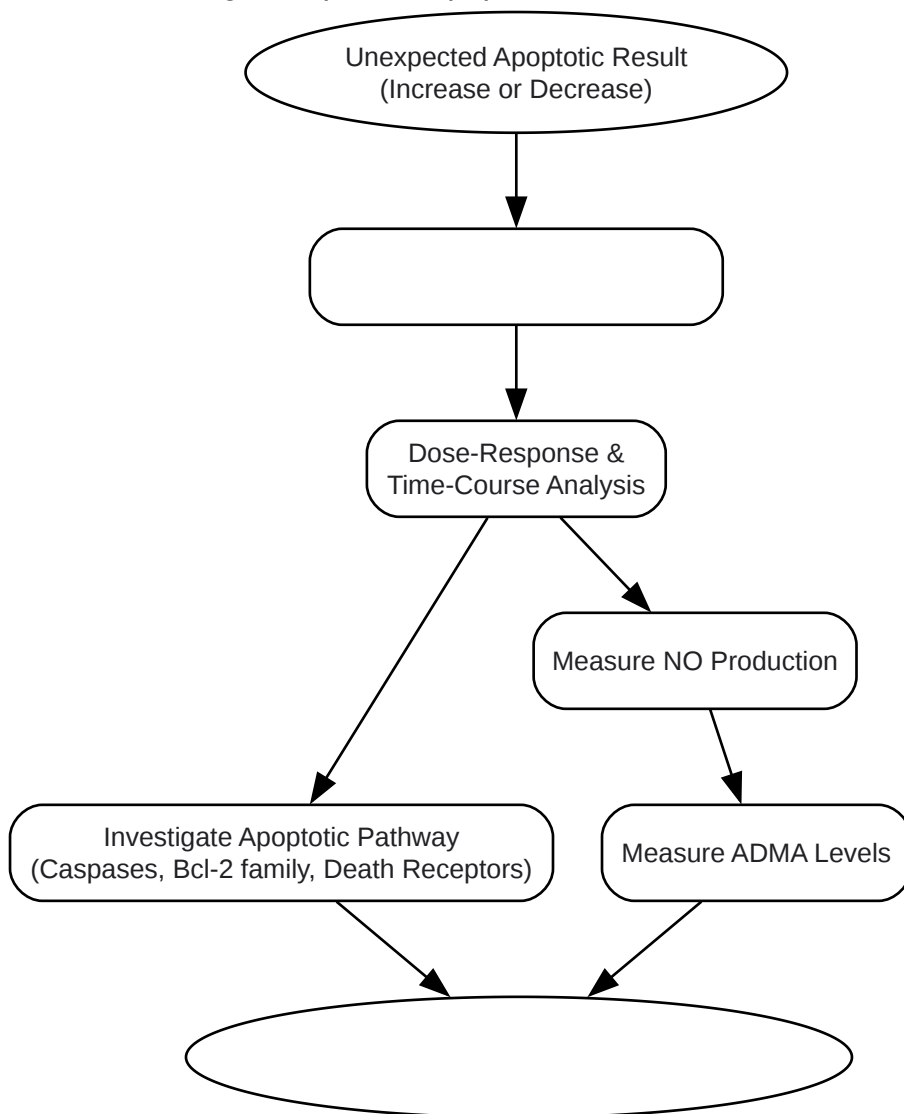 Unexpected Apoptotic Result
(Increase or Decrease)
Dose-Response &
Time-Course Analysis
Measure NO Production
Investigate Apoptotic Pathway
(Caspases, Bcl-2 family, Death Receptors)
Measure ADMA Levels